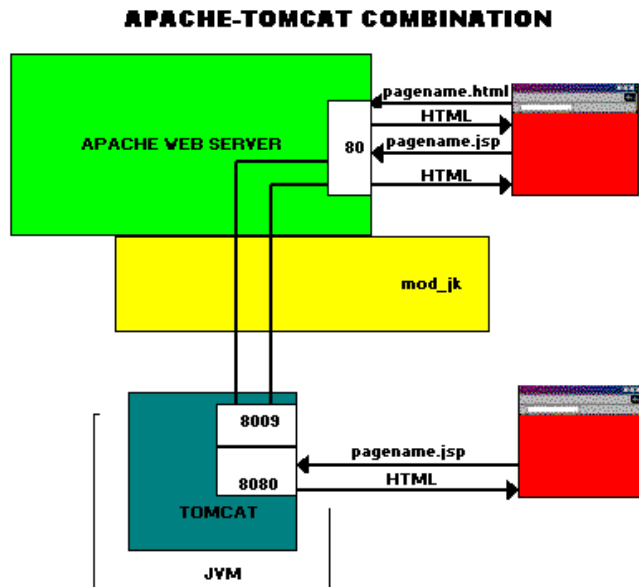 APACHE-TOMCAT COMBINATION
pagename.html
HTML
APACHE WEB SERVER
80
pagename.jsp
HTML
mod_jk
8009
pagename.jsp
8080
HTML
TOMCAT
JVM